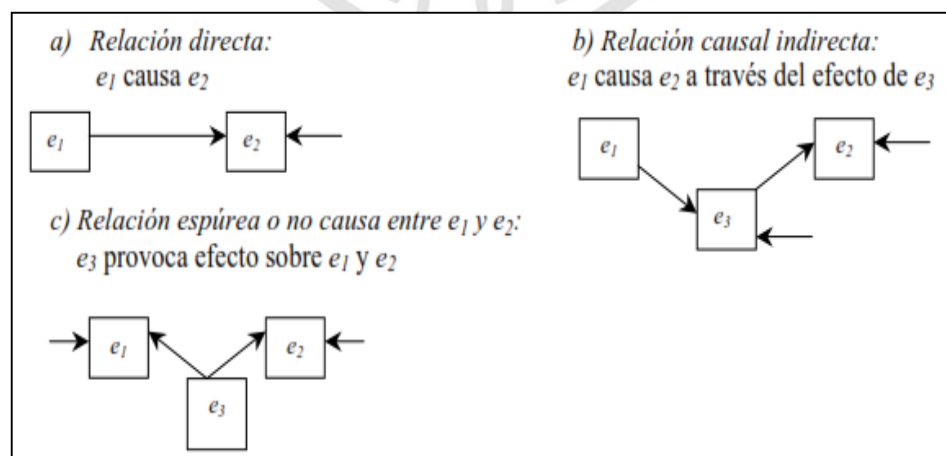 a) Relación directa:
e₁ causa e₂
e₁
e₂
b) Relación causal indirecta:
e₁ causa e₂ a través del efecto de e₃
e₁
e₂
e₃
c) Relación espúrea o no causa entre e₁ y e₂:
e₃ provoca efecto sobre e₁ y e₂
e₁
e₂
e₃